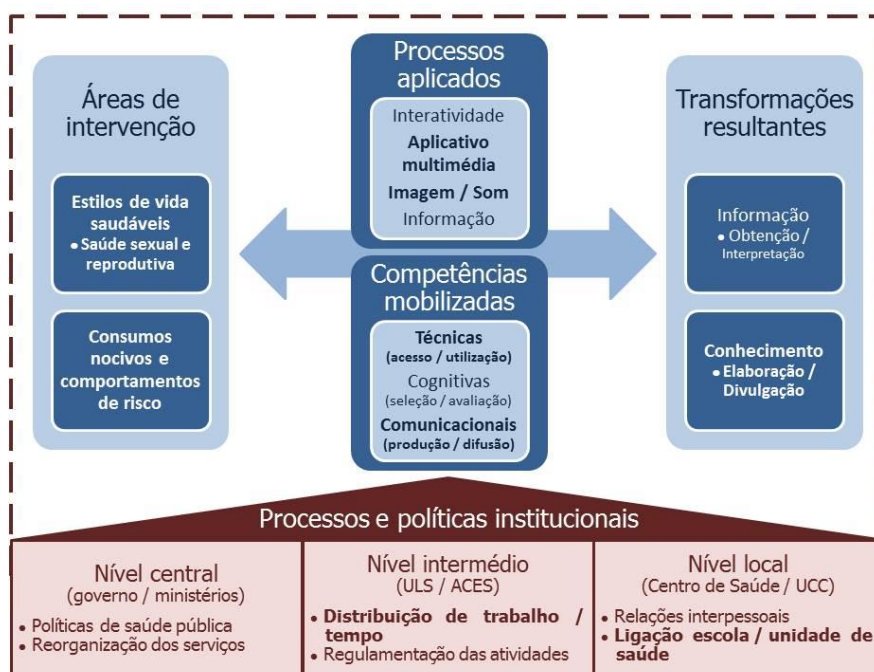 Áreas de
intervenção
Estilos de vida
saudáveis
• Saúde sexual e
reprodutiva
Consumos
nocivos e
comportamentos
de risco
Processos
aplicados
Interatividade
Aplicativo
multimédia
Imagem / Som
Informação
Competências
mobilizadas
Técnicas
(acesso / utilização)
Cognitivas
(seleção / avaliação)
Comunicacionais
(produção / difusão)
Transformações
resultantes
Informação
• Obtenção /
Interpretação
Conhecimento
• Elaboração /
Divulgação
Processos e políticas institucionais
Nível central
(governo / ministérios)
• Políticas de saúde pública
• Reorganização dos serviços
Nível intermédio
(ULS / ACES)
• Distribuição de trabalho /
tempo
• Regulamentação das atividades
Nível local
(Centro de Saúde / UCC)
• Relações interpessoais
• Ligação escola / unidade de
saúde